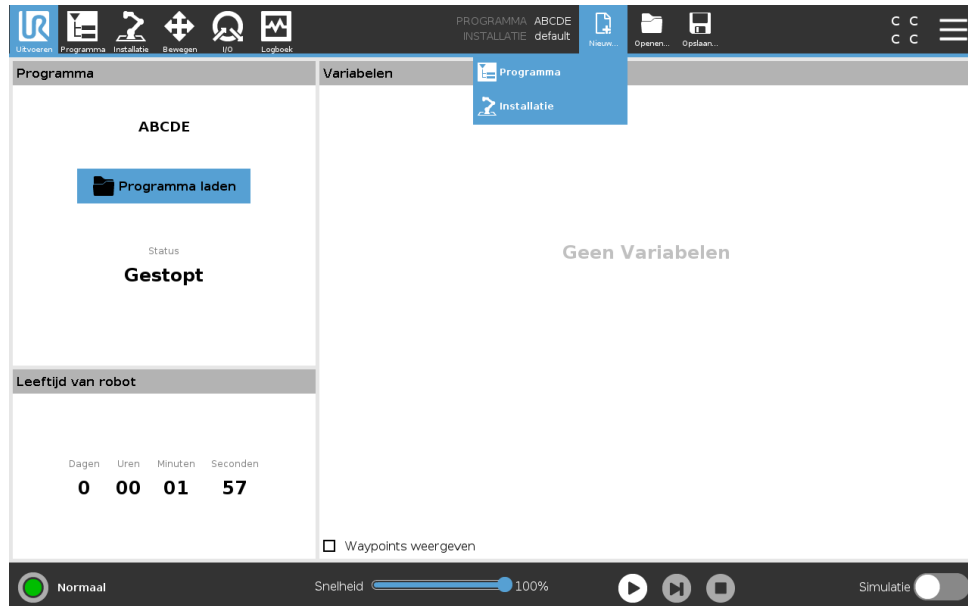 UR
Uitvoeren Programma Installatie Bewegen I/O Logboek
PROGRAMMA ABCDE
INSTALLATIE default
Nieuw... Openen... Opslaan...
C C
C C
Programma
Installatie
Programma
ABCDE
Programma laden
Status
Gestopt
Leeftijd van robot
Dagen Uren Minuten Seconden
0 00 01 57
Variabelen
Geen Variabelen
Waypoints weergeven
Normaal Snelheid 100% Simulatie